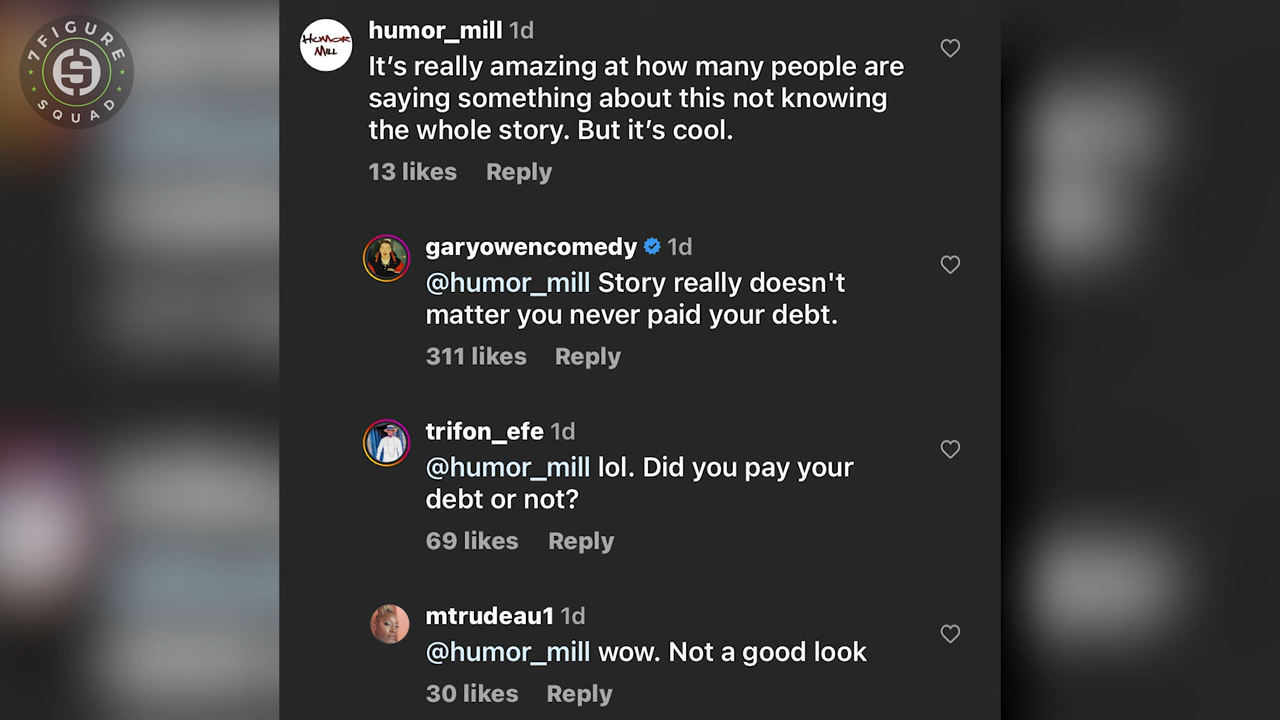 7FIGURE
SQUAD
HUMOR
MILL
humor_mill 1d
It's really amazing at how many people are
saying something about this not knowing
the whole story. But it's cool.
13 likes Reply
garyowencomedy 1d
@humor_mill Story really doesn't
matter you never paid your debt.
311 likes Reply
trifon_efe 1d
@humor_mill lol. Did you pay your
debt or not?
69 likes Reply
mtrudeau1 1d
@humor_mill wow. Not a good look
30 likes Reply